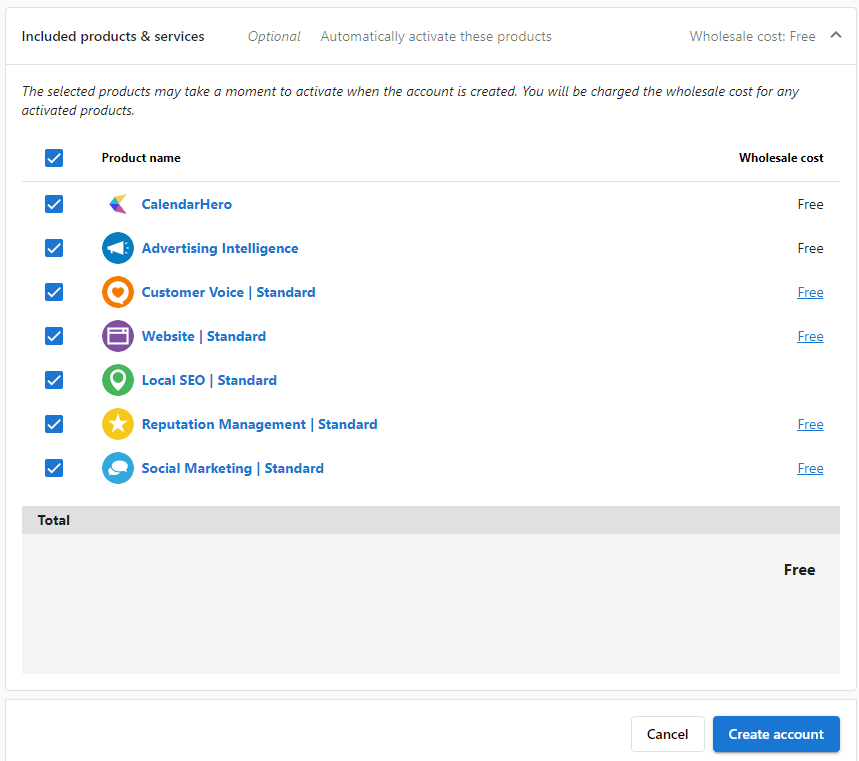 Included products & services Optional Automatically activate these products Wholesale cost: Free
The selected products may take a moment to activate when the account is created. You will be charged the wholesale cost for any
activated products.
Product name Wholesale cost
CalendarHero Free
Advertising Intelligence Free
Customer Voice | Standard Free
Website | Standard Free
Local SEO | Standard
Reputation Management | Standard Free
Social Marketing | Standard Free
Total
Free
Cancel Create account